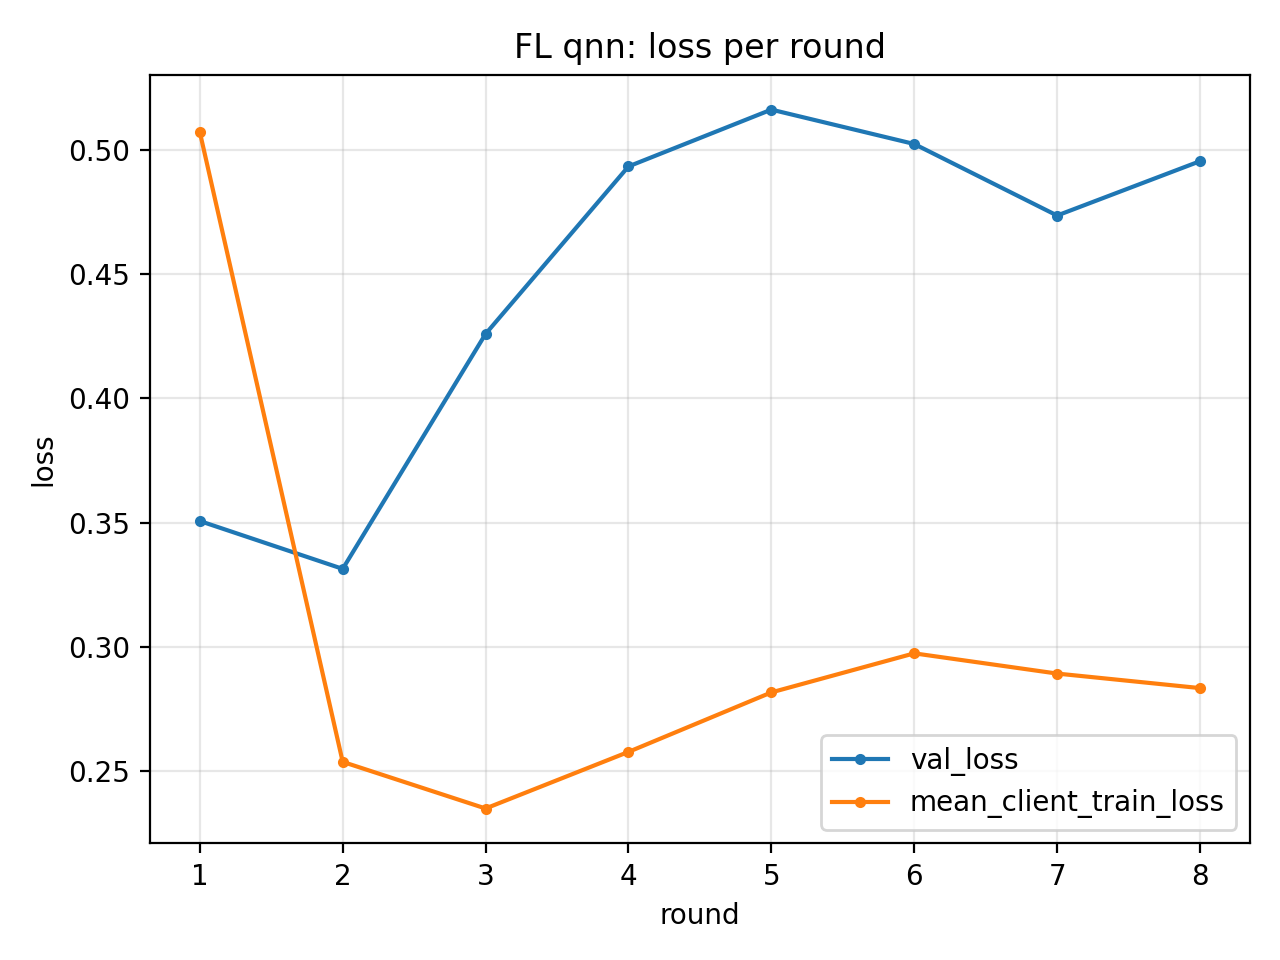 FL qnn: loss per round
loss
0.50
0.45
0.40
0.35
0.30
0.25
val_loss
mean_client_train_loss
1 2 3 4 5 6 7 8
round